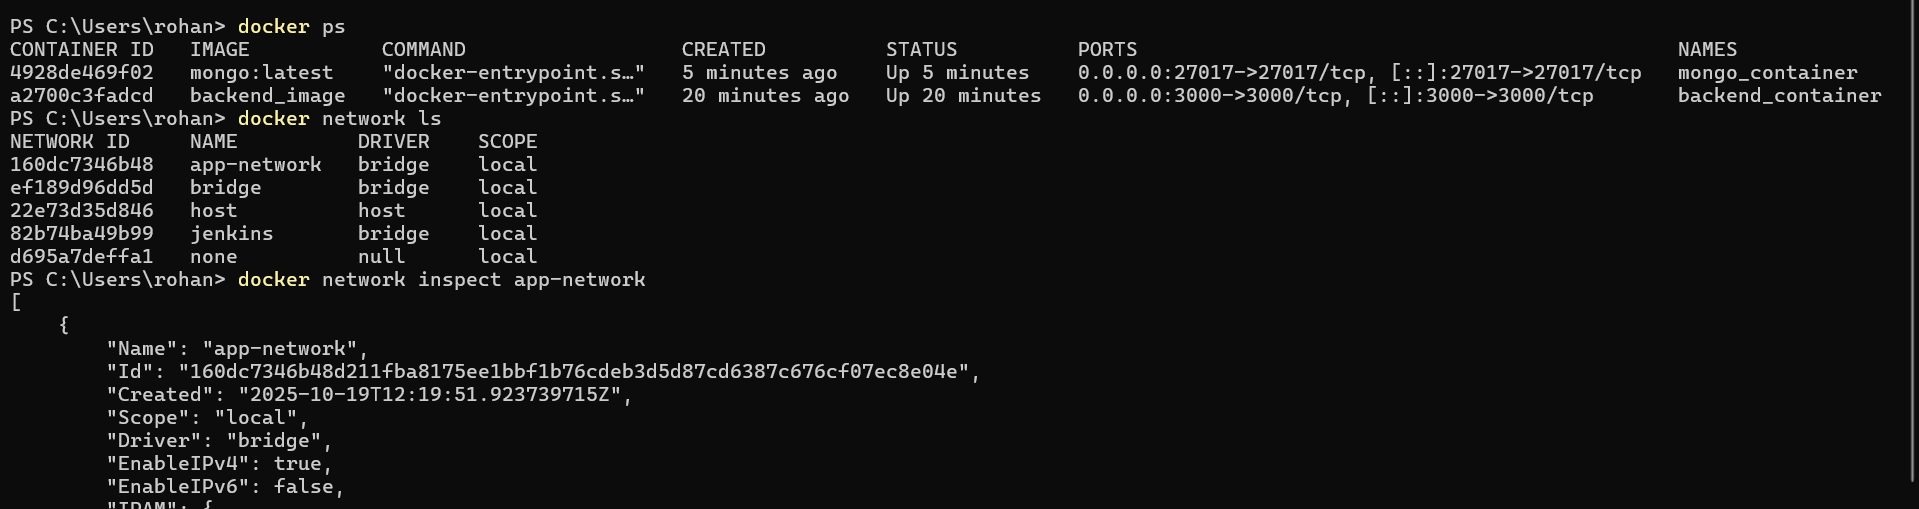 PS C:\Users\rohan> docker ps
CONTAINER ID   IMAGE           COMMAND                  CREATED          STATUS          PORTS                                             NAMES
4928de469f02   mongo:latest    "docker-entrypoint.s…"   5 minutes ago    Up 5 minutes    0.0.0.0:27017->27017/tcp, [::]:27017->27017/tcp   mongo_container
a2700c3fadcd   backend_image   "docker-entrypoint.s…"   20 minutes ago   Up 20 minutes   0.0.0.0:3000->3000/tcp, [::]:3000->3000/tcp       backend_container
PS C:\Users\rohan> docker network ls
NETWORK ID     NAME          DRIVER    SCOPE
160dc7346b48   app-network   bridge    local
ef189d96dd5d   bridge        bridge    local
22e73d35d846   host          host      local
82b74ba49b99   jenkins       bridge    local
d695a7deffa1   none          null      local
PS C:\Users\rohan> docker network inspect app-network
[
    {
        "Name": "app-network",
        "Id": "160dc7346b48d211fba8175ee1bbf1b76cdeb3d5d87cd6387c676cf07ec8e04e",
        "Created": "2025-10-19T12:19:51.923739715Z",
        "Scope": "local",
        "Driver": "bridge",
        "EnableIPv4": true,
        "EnableIPv6": false,
        "IPAM": {